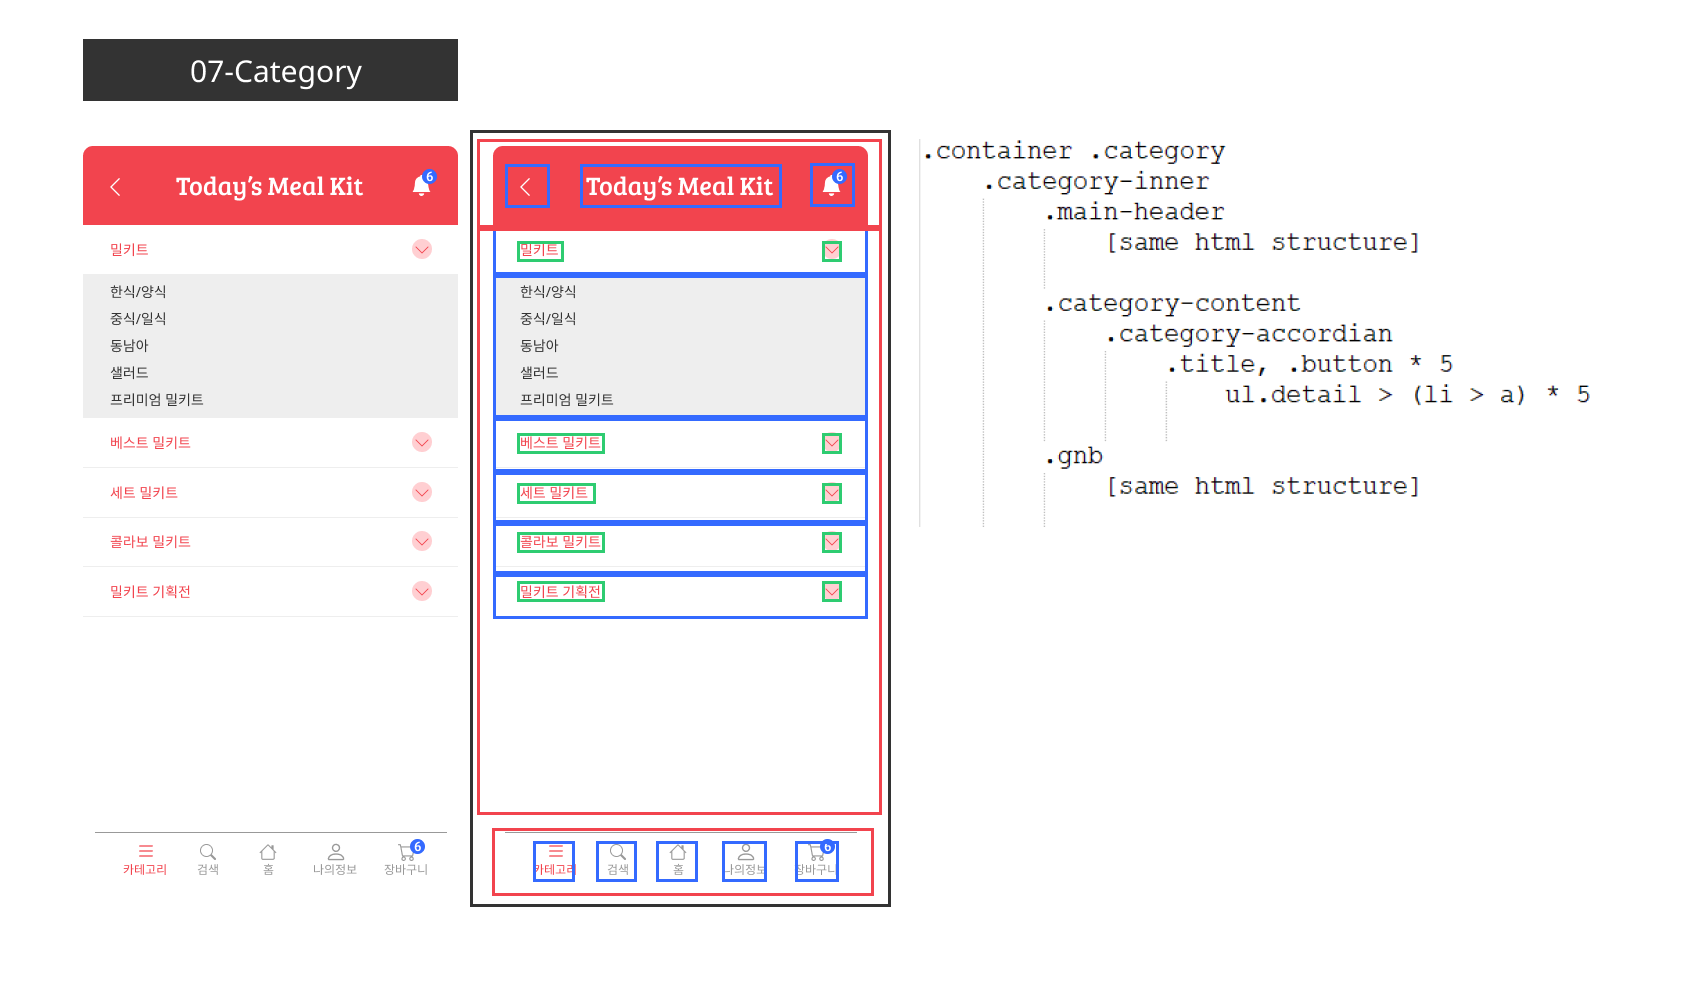 07-Category
Today's Meal Kit
6
밀키트
한식/양식
중식/일식
동남아
샐러드
프리미엄 밀키트
베스트 밀키트
세트 밀키트
콜라보 밀키트
밀키트 기획전
카테고리
검색
홈
나의정보
6
장바구니
Today's Meal Kit
6
밀키트
한식/양식
중식/일식
동남아
샐러드
프리미엄 밀키트
베스트 밀키트
세트 밀키트
콜라보 밀키트
밀키트 기획전
카테고리
검색
홈
나의정보
6
장바구니
.container .category
.category-inner
.main-header
[same html structure]
.category-content
.category-accordian
.title, .button * 5
ul.detail > (li > a) * 5
.gnb
[same html structure]